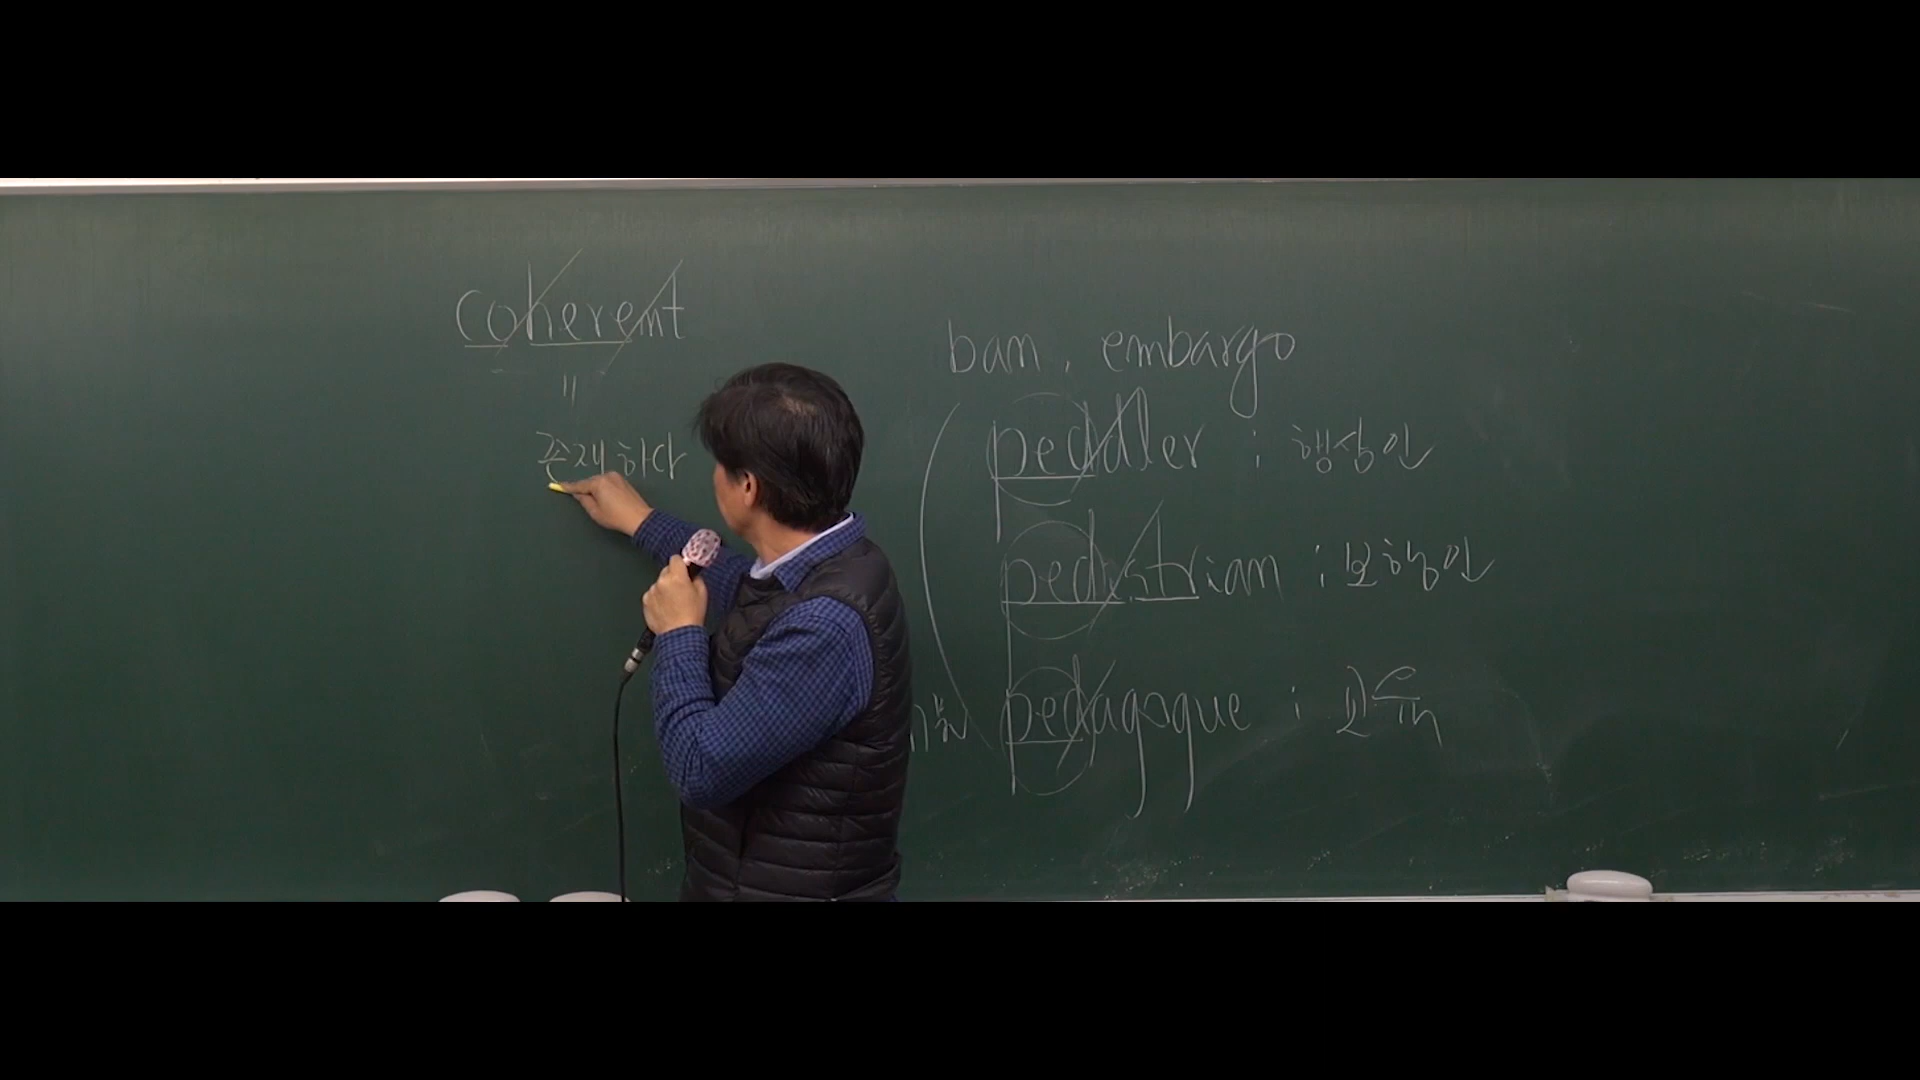 coherent
=
존재하다
ban, embargo
peddler : 행상인
pedestrian : 보행인
pedagogue : 교육